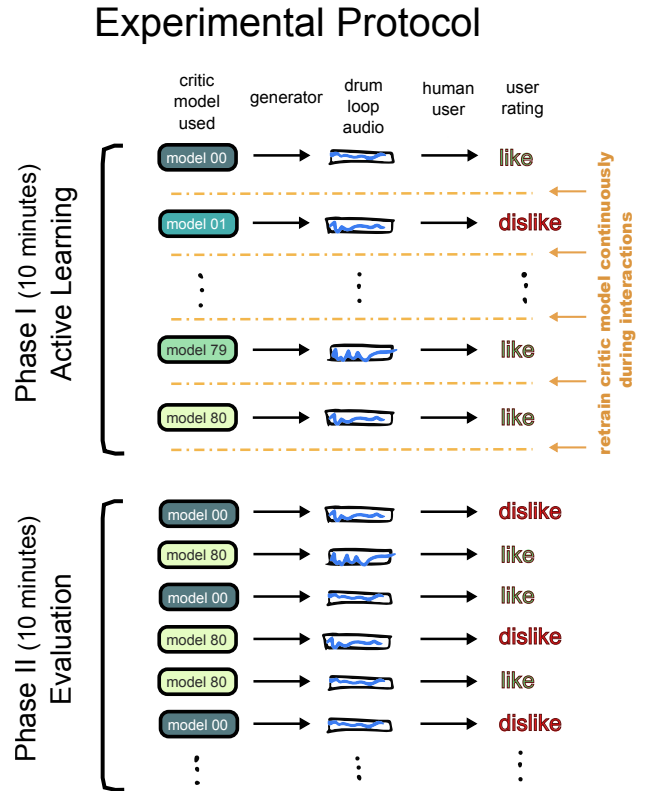 Experimental Protocol
critic
model
used
generator
drum
loop
audio
human
user
user
rating
Phase I (10 minutes)
Active Learning
model 00
like
model 01
dislike
model 79
like
model 80
like
retrain critic model continuously
during interactions
Phase II (10 minutes)
Evaluation
model 00
dislike
model 80
like
model 00
like
model 80
dislike
model 80
like
model 00
dislike